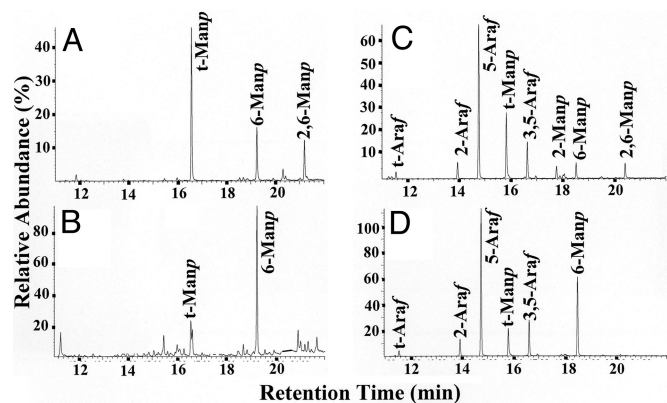 Relative Abundance (%)
A
40
30
20
10
t-Manp
6-Manp
2,6-Manp
12 14 16 18 20
B
80
60
40
20
t-Manp
6-Manp
12 14 16 18 20
C
60
50
40
30
20
10
t-Araf
2-Araf
5-Araf
t-Manp
3,5-Araf
2-Manp
6-Manp
2,6-Manp
12 14 16 18 20
D
100
80
60
40
20
t-Araf
2-Araf
5-Araf
t-Manp
3,5-Araf
6-Manp
12 14 16 18 20
Retention Time (min)